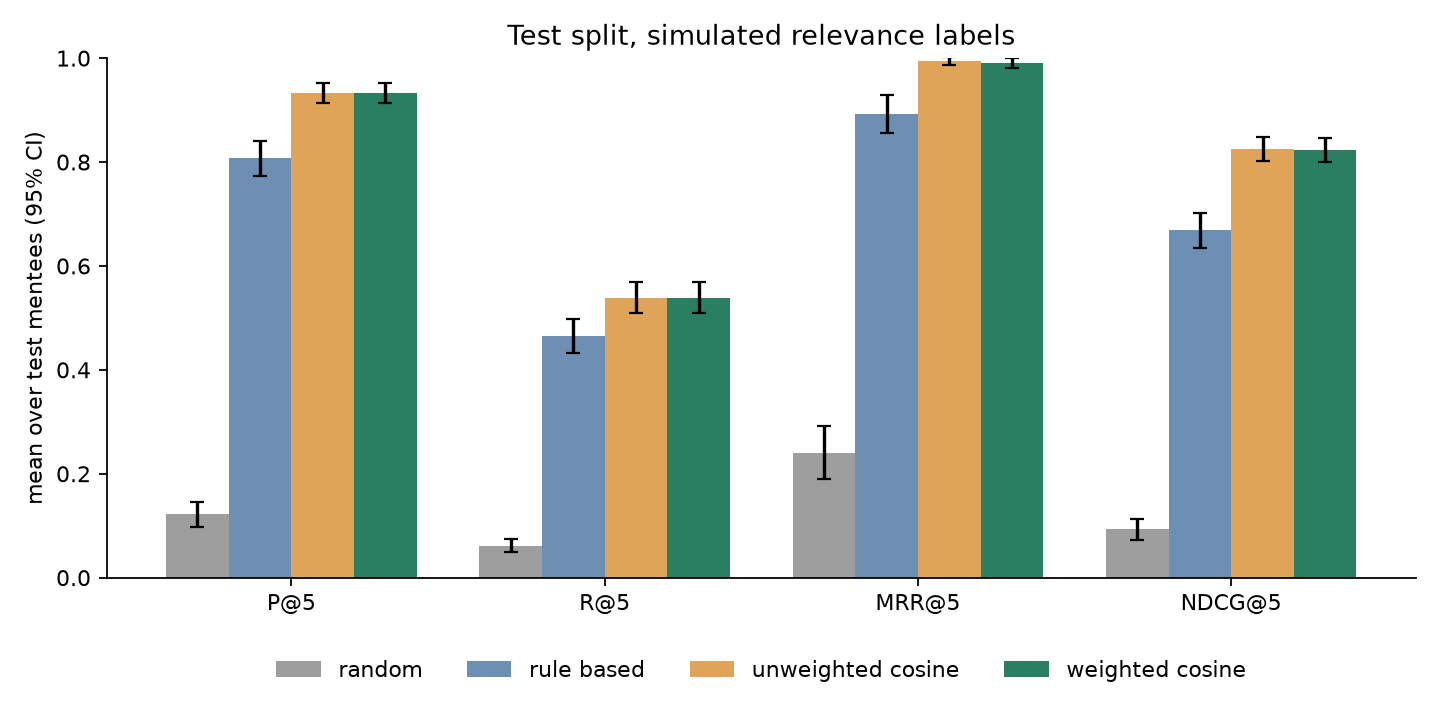 Test split, simulated relevance labels
mean over test mentees (95% CI)
1.0
0.8
0.6
0.4
0.2
0.0
P@5 R@5 MRR@5 NDCG@5
random rule based unweighted cosine weighted cosine